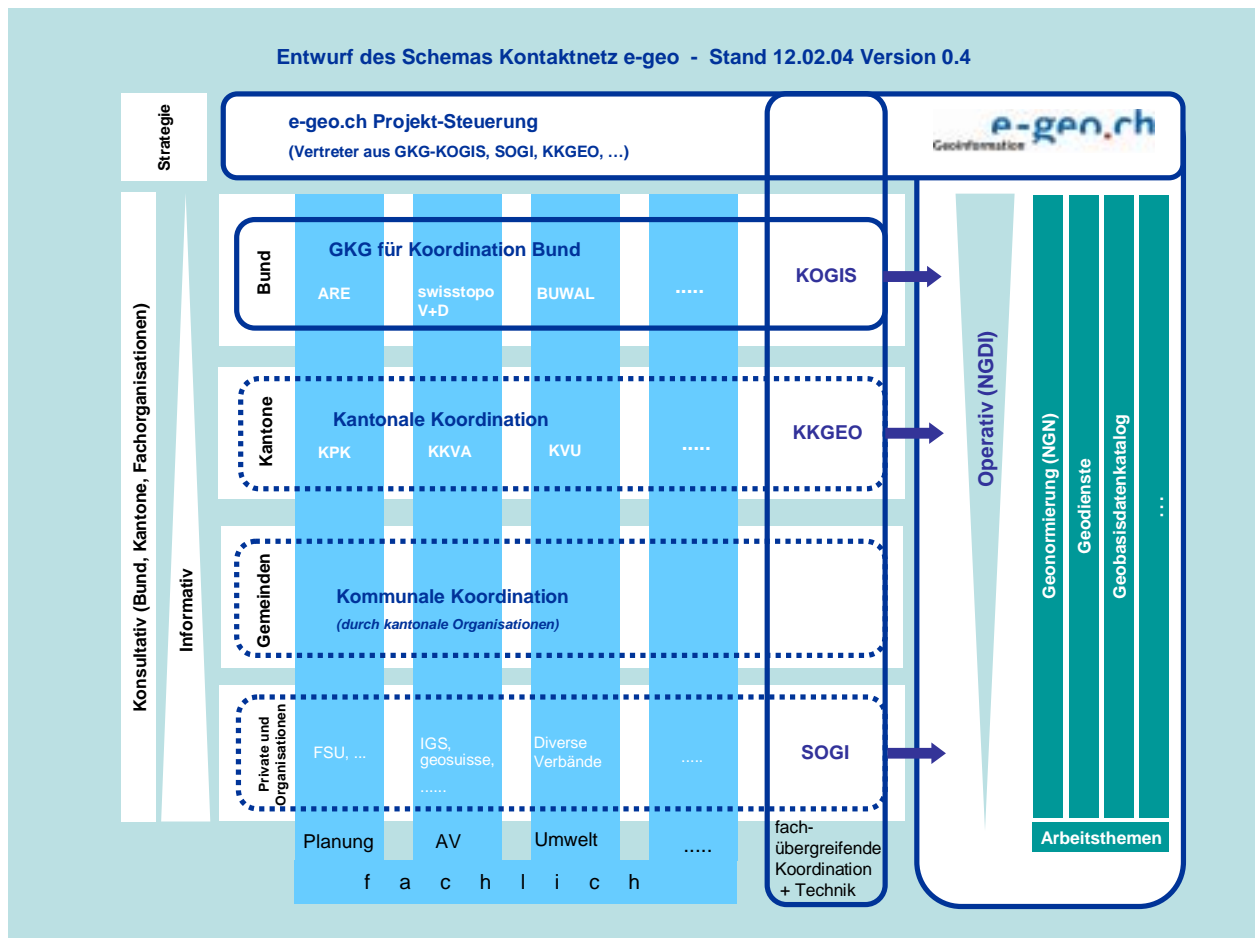 Entwurf des Schemas Kontaktnetz e-geo - Stand 12.02.04 Version 0.4
Strategie
e-geo.ch Projekt-Steuerung
(Vertreter aus GKG-KOGIS, SOGI, KKGEO, ...)
e-geo.ch
Geoinformation
Konsultativ (Bund, Kantone, Fachorganisationen)
Informativ
Bund
GKG für Koordination Bund
ARE
swisstopo
V+D
BUWAL
.....
KOGIS
Kantone
Kantonale Koordination
KPK
KKVA
KVU
.....
KKGEO
Gemeinden
Kommunale Koordination
(durch kantonale Organisationen)
Private und
Organisationen
FSU, ...
IGS,
geosuisse,
......
Diverse
Verbände
.....
SOGI
Planung
AV
Umwelt
.....
f a c h l i c h
fach-
übergreifende
Koordination
+ Technik
Operativ (NGDI)
Geonormierung (NGN)
Geodienste
Geobasisdatenkatalog
...
Arbeitsthemen